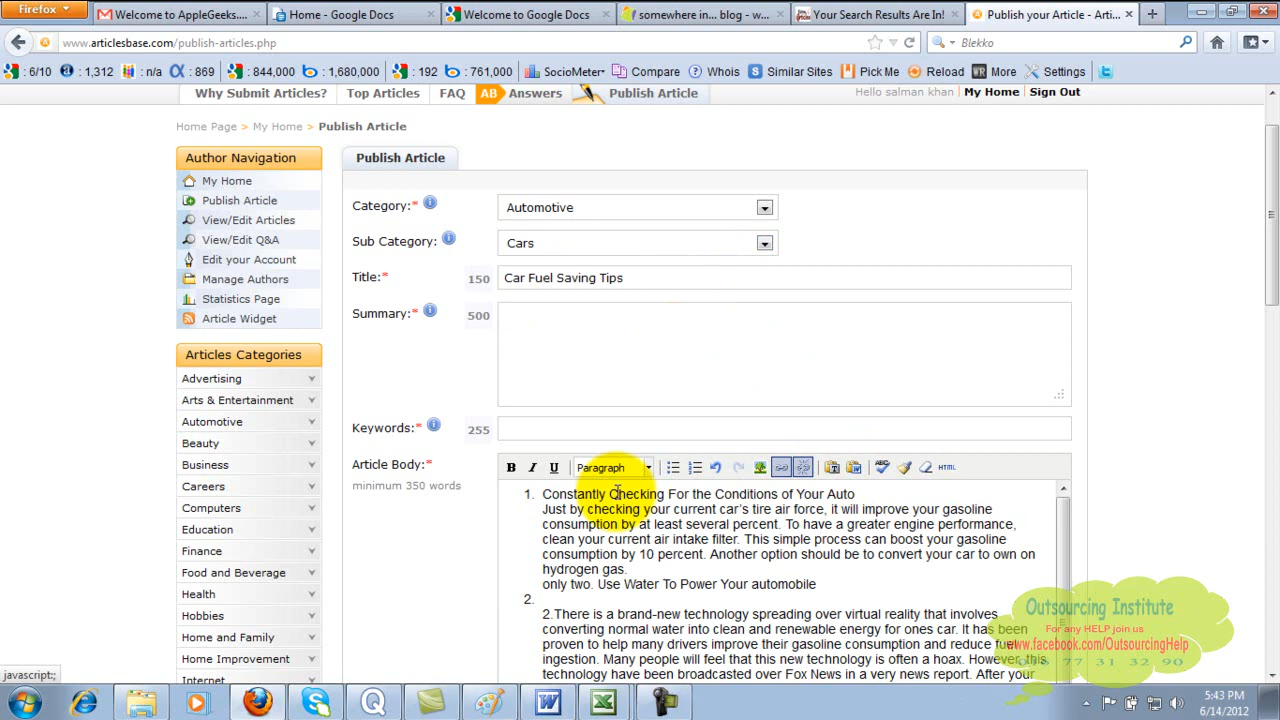 Firefox
Welcome to AppleGeeks....
Home - Google Docs
Welcome to Google Docs
somewhere in... blog - w...
Your Search Results Are In!
Publish your Article - Arti...
www.articlesbase.com/publish-articles.php
Blekko
: 6/10
: 1,312
: n/a
: 869
: 844,000
: 1,680,000
: 192
: 761,000
SocioMeter
Compare
Whois
Similar Sites
Pick Me
Reload
More
Settings
Why Submit Articles?
Top Articles
FAQ
AB Answers
Publish Article
Hello salman khan
My Home
Sign Out
Home Page > My Home > Publish Article
Author Navigation
My Home
Publish Article
View/Edit Articles
View/Edit Q&A
Edit your Account
Manage Authors
Statistics Page
Article Widget
Articles Categories
Advertising
Arts & Entertainment
Automotive
Beauty
Business
Careers
Computers
Education
Finance
Food and Beverage
Health
Hobbies
Home and Family
Home Improvement
Internet
Publish Article
Category:*
Automotive
Sub Category:
Cars
Title:*
150
Car Fuel Saving Tips
Summary:*
500
Keywords:*
255
Article Body:*
minimum 350 words
B I U
Paragraph
HTML
1. Constantly Checking For the Conditions of Your Auto
Just by checking your current car's tire air force, it will improve your gasoline
consumption by at least several percent. To have a greater engine performance,
clean your current air intake filter. This simple process can boost your gasoline
consumption by 10 percent. Another option should be to convert your car to own on
hydrogen gas.
only two. Use Water To Power Your automobile
2.
2.There is a brand-new technology spreading over virtual reality that involves
converting normal water into clean and renewable energy for ones car. It has been
proven to help many drivers improve their gasoline consumption and reduce fuel
ingestion. Many people will feel that this new technology is often a hoax. However, this
technology have been broadcasted over Fox News in a very news report. After your
Outsourcing Institute
For any HELP join us
www.facebook.com/OutsourcingHelp
77 31 32 90
javascript:;
5:43 PM
6/14/2012